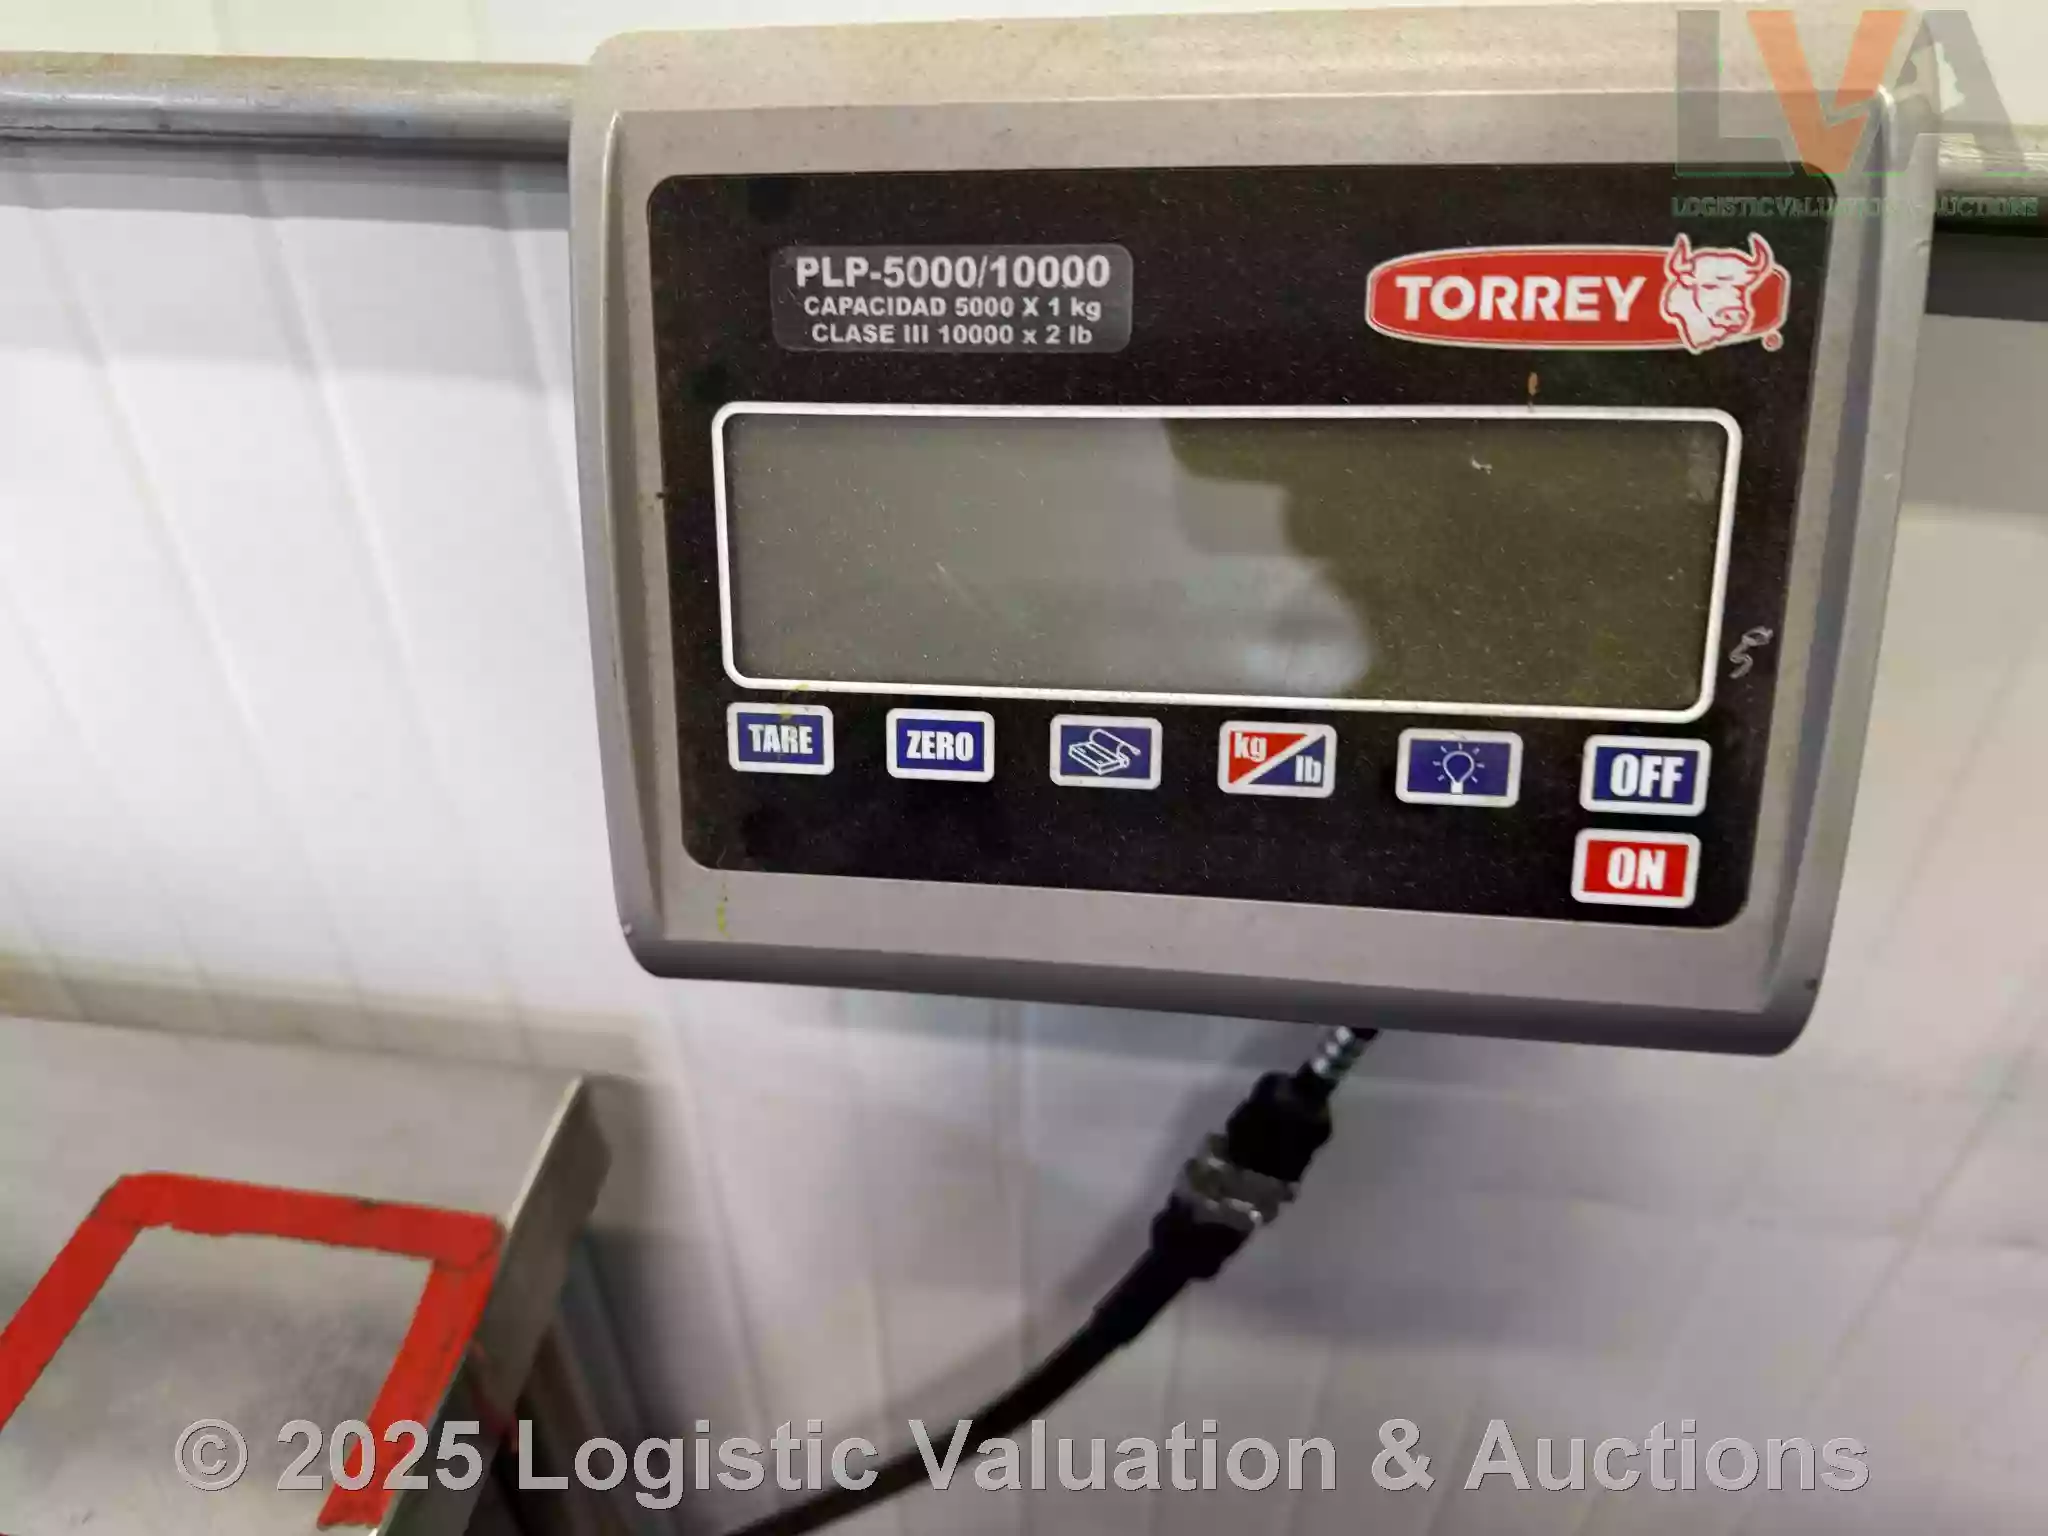 LVA
LOGISTIC VALUATION & AUCTIONS
PLP-5000/10000
CAPACIDAD 5000 X 1 kg
CLASE III 10000 x 2 lb
TORREY®
TARE
ZERO
kg
lb
OFF
ON
© 2025 Logistic Valuation & Auctions